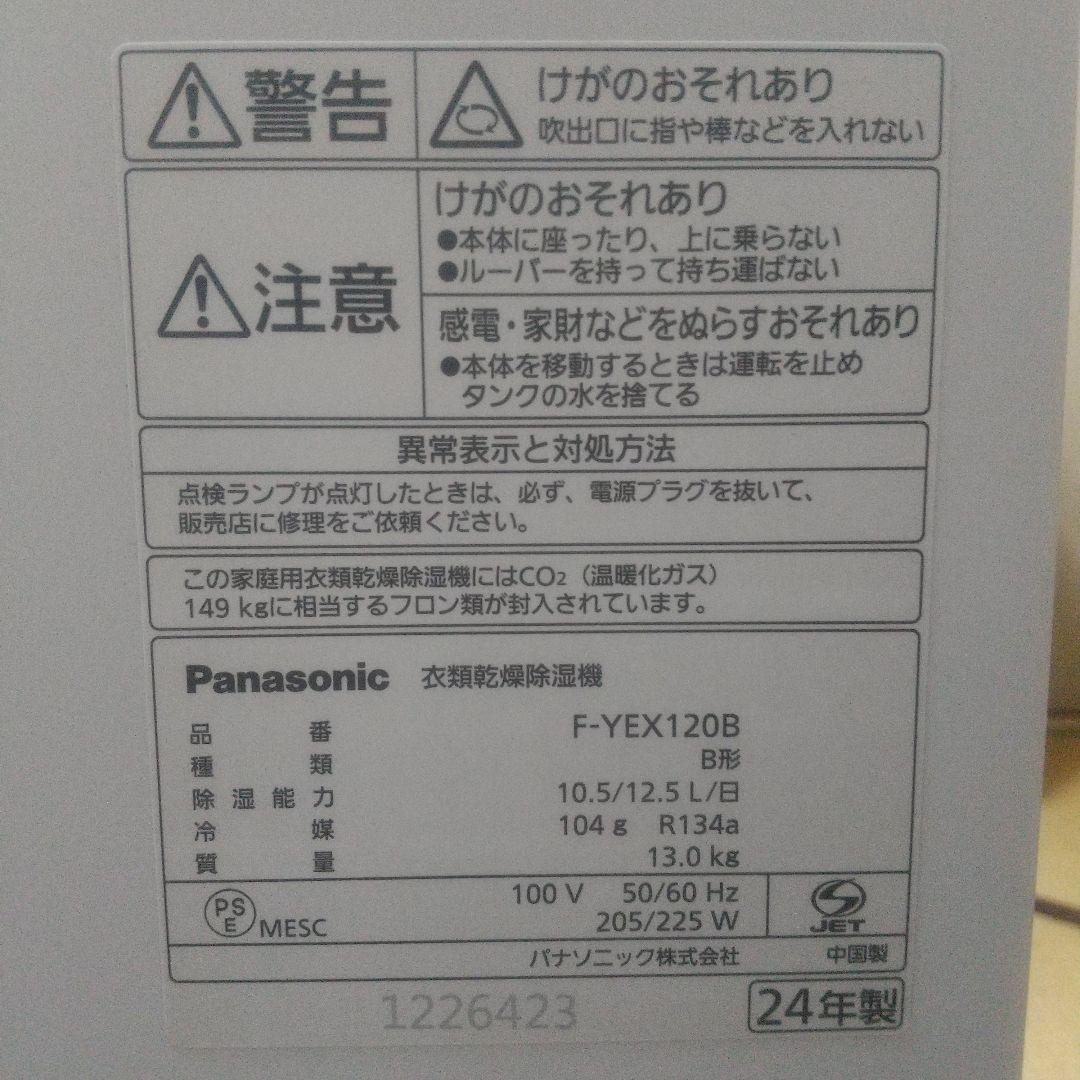 警告
けがのおそれあり
吹出口に指や棒などを入れない
注意
けがのおそれあり
●本体に座ったり、上に乗らない
●ルーバーを持って持ち運ばない
感電・家財などをぬらすおそれあり
●本体を移動するときは運転を止め
タンクの水を捨てる
異常表示と対処方法
点検ランプが点灯したときは、必ず、電源プラグを抜いて、
販売店に修理をご依頼ください。
この家庭用衣類乾燥除湿機にはCO₂（温暖化ガス）
149 kgに相当するフロン類が封入されています。
Panasonic 衣類乾燥除湿機
品番 F-YEX120B
種類 B形
除湿能力 10.5/12.5 L/日
冷媒 104 g R134a
質量 13.0 kg
PSE MESC
100 V 50/60 Hz
205/225 W
JET
パナソニック株式会社 中国製
1226423
24年製